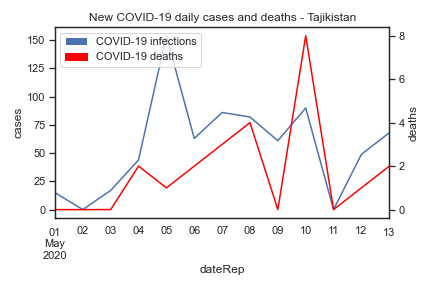 New COVID-19 daily cases and deaths - Tajikistan
COVID-19 infections
COVID-19 deaths
150
125
100
75
50
25
0
cases
8
6
4
2
0
deaths
01 02 03 04 05 06 07 08 09 10 11 12 13
May
2020
dateRep